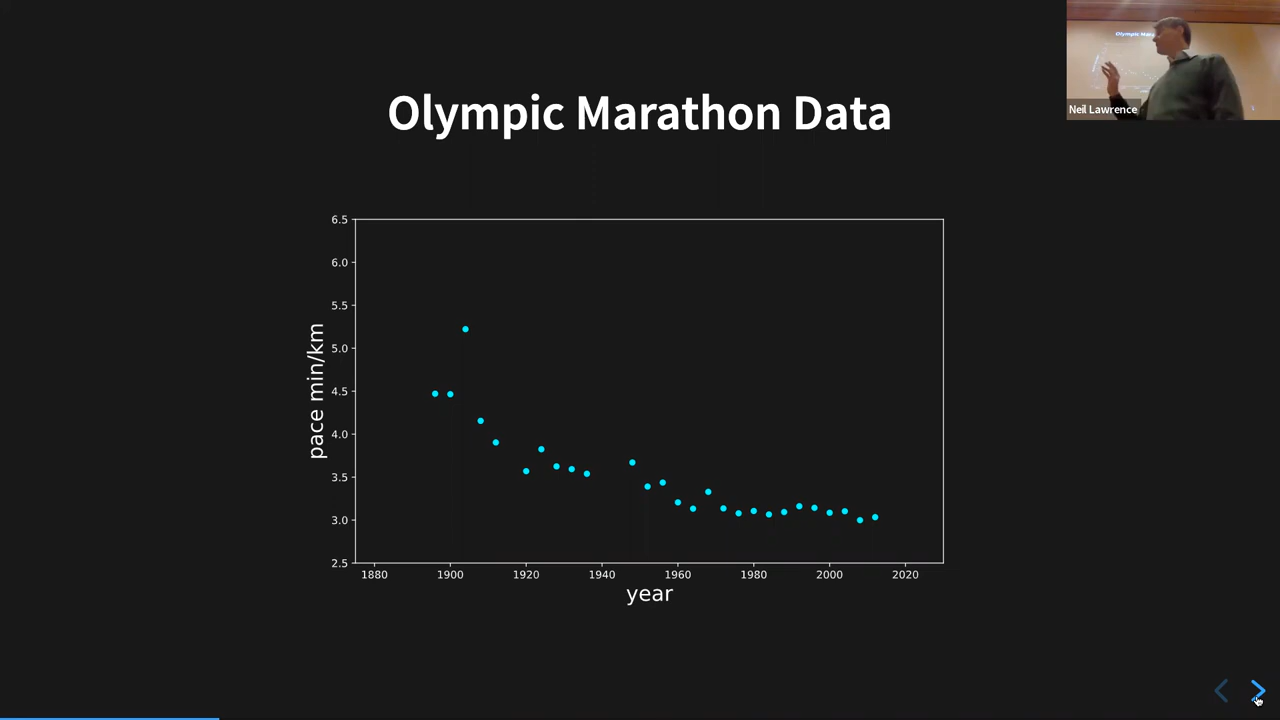 Olympic Marathon Data
Neil Lawrence
6.5
6.0
5.5
5.0
4.5
4.0
3.5
3.0
2.5
pace min/km
1880 1900 1920 1940 1960 1980 2000 2020
year